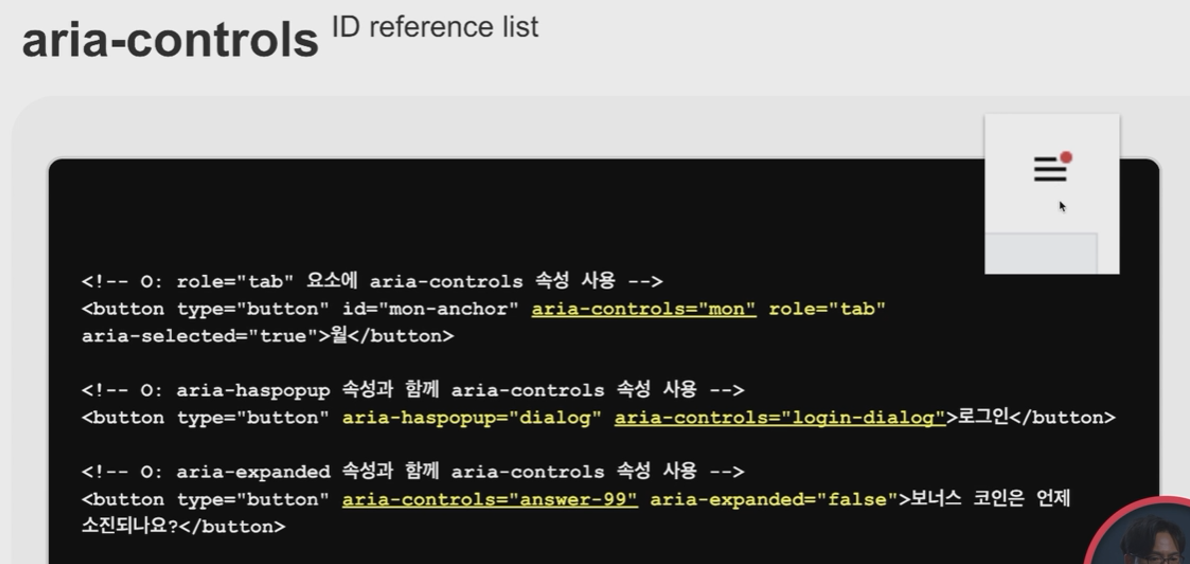 aria-controls ID reference list
<!-- O: role="tab" 요소에 aria-controls 속성 사용 -->
<button type="button" id="mon-anchor" aria-controls="mon" role="tab"
aria-selected="true">월</button>
<!-- O: aria-haspopup 속성과 함께 aria-controls 속성 사용 -->
<button type="button" aria-haspopup="dialog" aria-controls="login-dialog">로그인</button>
<!-- O: aria-expanded 속성과 함께 aria-controls 속성 사용 -->
<button type="button" aria-controls="answer-99" aria-expanded="false">보너스 코인은 언제
소진되나요?</button>